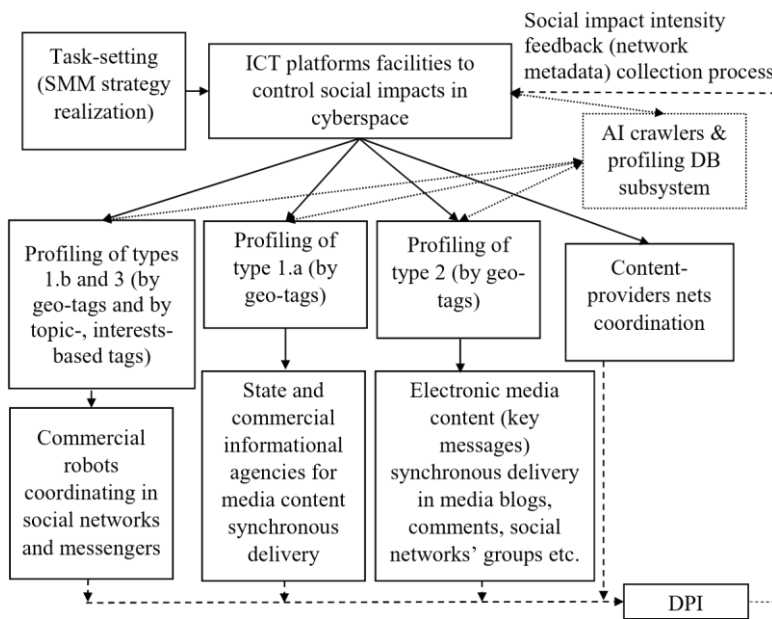 Social impact intensity
feedback (network
metadata) collection process
Task-setting
(SMM strategy
realization)
ICT platforms facilities to
control social impacts in
cyberspace
AI crawlers &
profiling DB
subsystem
Profiling of types
1.b and 3 (by
geo-tags and by
topic-, interests-
based tags)
Profiling of
type 1.a (by
geo-tags)
Profiling of
type 2 (by geo-
tags)
Content-
providers nets
coordination
Commercial
robots
coordinating in
social networks
and messengers
State and
commercial
informational
agencies for
media content
synchronous
delivery
Electronic media
content (key
messages)
synchronous delivery
in media blogs,
comments, social
networks’ groups etc.
DPI